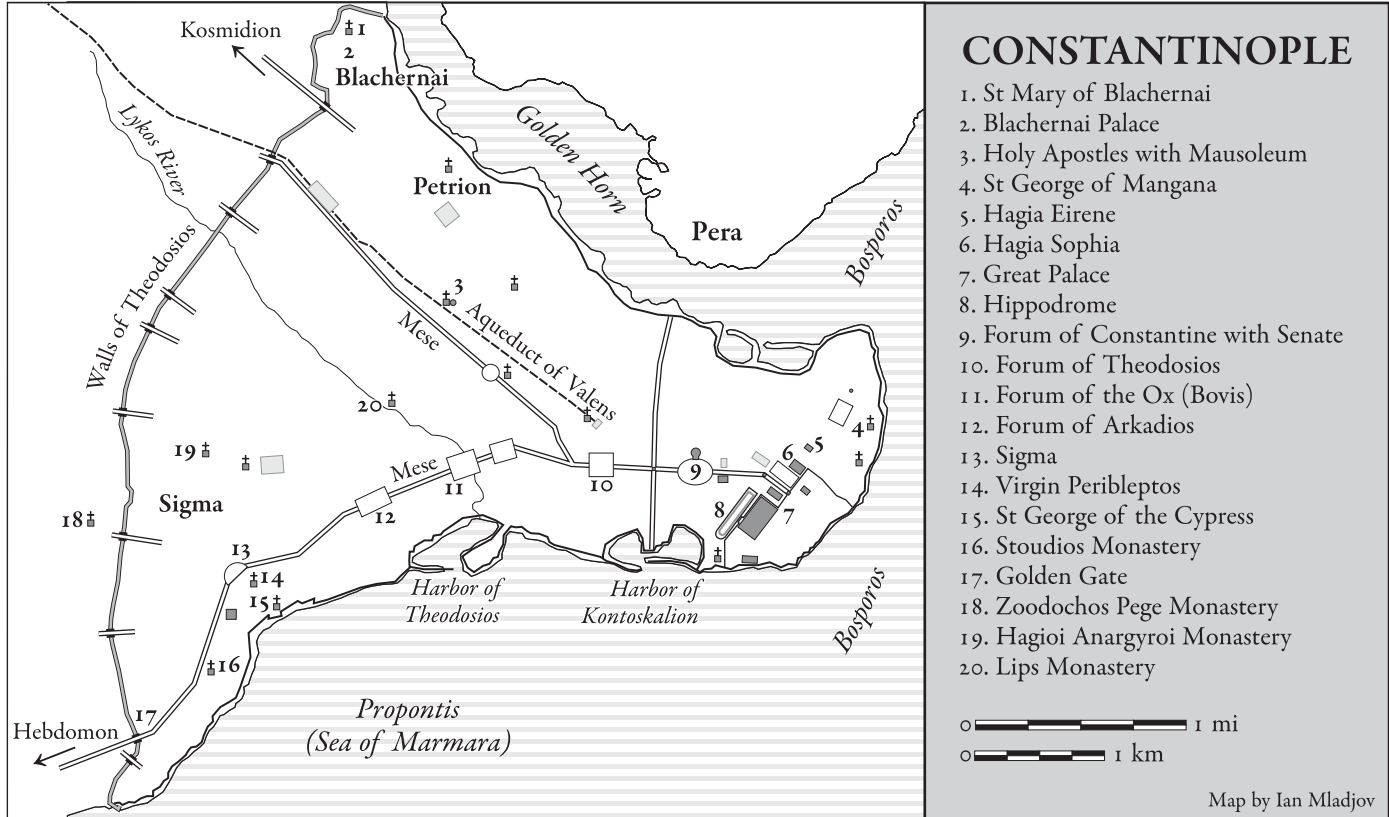 Kosmidion
1
2
Blachernai
Lykos River
Golden Horn
Petrion
Pera
Bosporos
Walls of Theodosios
3
Mese
Aqueduct of Valens
20
19
Mese
Sigma
18
11
12
10
9
4
5
6
7
8
13
14
15
16
17
Harbor of
Theodosios
Harbor of
Kontoskalion
Bosporos
Hebdomon
Propontis
(Sea of Marmara)
CONSTANTINOPLE
1. St Mary of Blachernai
2. Blachernai Palace
3. Holy Apostles with Mausoleum
4. St George of Mangana
5. Hagia Eirene
6. Hagia Sophia
7. Great Palace
8. Hippodrome
9. Forum of Constantine with Senate
10. Forum of Theodosios
11. Forum of the Ox (Bovis)
12. Forum of Arkadios
13. Sigma
14. Virgin Peribleptos
15. St George of the Cypress
16. Stoudios Monastery
17. Golden Gate
18. Zoodochos Pege Monastery
19. Hagioi Anargyroi Monastery
20. Lips Monastery
0 1 mi
0 1 km
Map by Ian Mladjov